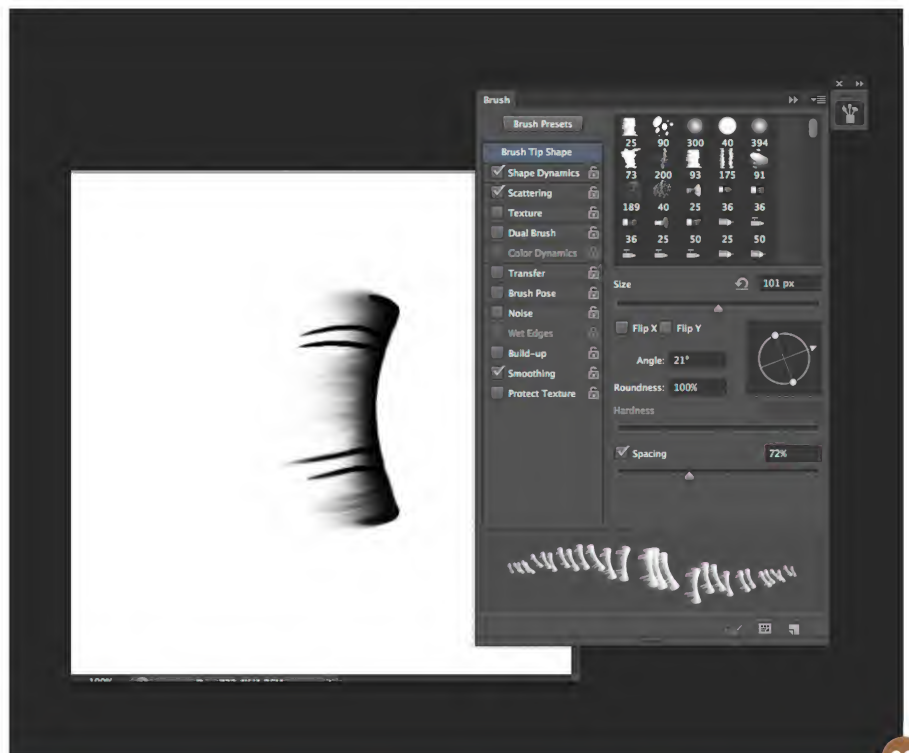 Brush
Brush Presets
Brush Tip Shape
Shape Dynamics
Scattering
Texture
Dual Brush
Color Dynamics
Transfer
Brush Pose
Noise
Wet Edges
Build-up
Smoothing
Protect Texture
25 90 300 40 394
73 200 93 175 91
189 40 25 36 36
36 25 50 25 50
Size 101 px
Flip X Flip Y
Angle: 21°
Roundness: 100%
Hardness
Spacing 72%
100%